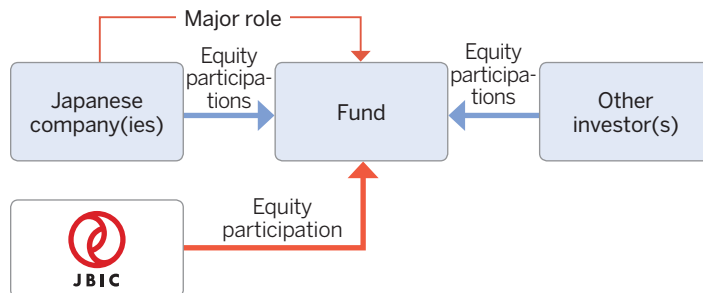 Major role
Equity
participa-
tions
Equity
participa-
tions
Japanese
company(ies)
Fund
Other
investor(s)
Equity
participation
JBIC